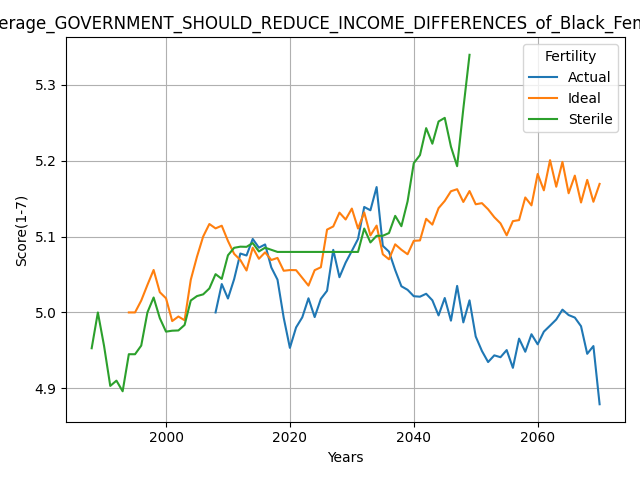 erage_GOVERNMENT_SHOULD_REDUCE_INCOME_DIFFERENCES_of_Black_Fen
Fertility
Actual
Ideal
Sterile
Score(1-7)
5.3
5.2
5.1
5.0
4.9
2000
2020
2040
2060
Years